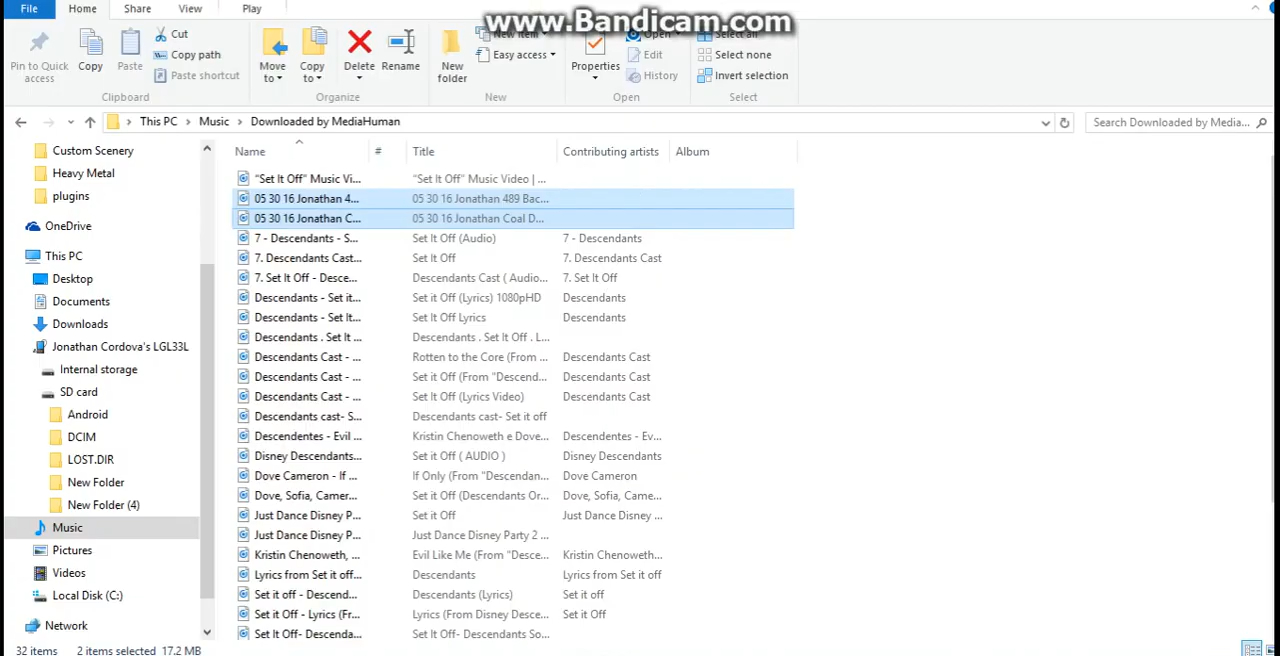 www.Bandicam.com
File Home Share View Play
Pin to Quick access
Copy
Paste
Cut
Copy path
Paste shortcut
Clipboard
Move to
Copy to
Delete
Rename
Organize
New folder
New item
Easy access
New
Properties
Open
Edit
History
Open
Select all
Select none
Invert selection
Select
This PC > Music > Downloaded by MediaHuman
Search Downloaded by Media...
Custom Scenery
Heavy Metal
plugins
OneDrive
This PC
Desktop
Documents
Downloads
Jonathan Cordova's LGL33L
Internal storage
SD card
Android
DCIM
LOST.DIR
New Folder
New Folder (4)
Music
Pictures
Videos
Local Disk (C:)
Network
Name # Title Contributing artists Album
"Set It Off" Music Vi... "Set It Off" Music Video | ...
05 30 16 Jonathan 4... 05 30 16 Jonathan 489 Bac...
05 30 16 Jonathan C... 05 30 16 Jonathan Coal D...
7 - Descendants - S... Set It Off (Audio) 7 - Descendants
7. Descendants Cast... Set It Off 7. Descendants Cast
7. Set It Off - Desce... Descendants Cast ( Audio... 7. Set It Off
Descendants - Set it... Set it Off (Lyrics) 1080pHD Descendants
Descendants - Set It... Set It Off Lyrics Descendants
Descendants . Set It ... Descendants . Set It Off . L...
Descendants Cast - ... Rotten to the Core (From ... Descendants Cast
Descendants Cast - ... Set it Off (From "Descend... Descendants Cast
Descendants Cast - ... Set it Off (Lyrics Video) Descendants Cast
Descendants cast- S... Descendants cast- Set it off
Descendentes - Evil ... Kristin Chenoweth e Dove... Descendentes - Ev...
Disney Descendants... Set it Off ( AUDIO ) Disney Descendants
Dove Cameron - If ... If Only (From "Descendan... Dove Cameron
Dove, Sofia, Camer... Set it Off (Descendants Or... Dove, Sofia, Came...
Just Dance Disney P... Set it Off Just Dance Disney ...
Just Dance Disney P... Just Dance Disney Party 2 ...
Kristin Chenoweth, ... Evil Like Me (From "Desce... Kristin Chenoweth...
Lyrics from Set it off... Descendants Lyrics from Set it off
Set it off - Descend... Descendants (Lyrics) Set it off
Set it Off - Lyrics (Fr... Lyrics (From Disney Desce... Set it Off
Set It Off- Descenda... Set It Off- Descendants So...
32 items 2 items selected 17.2 MB